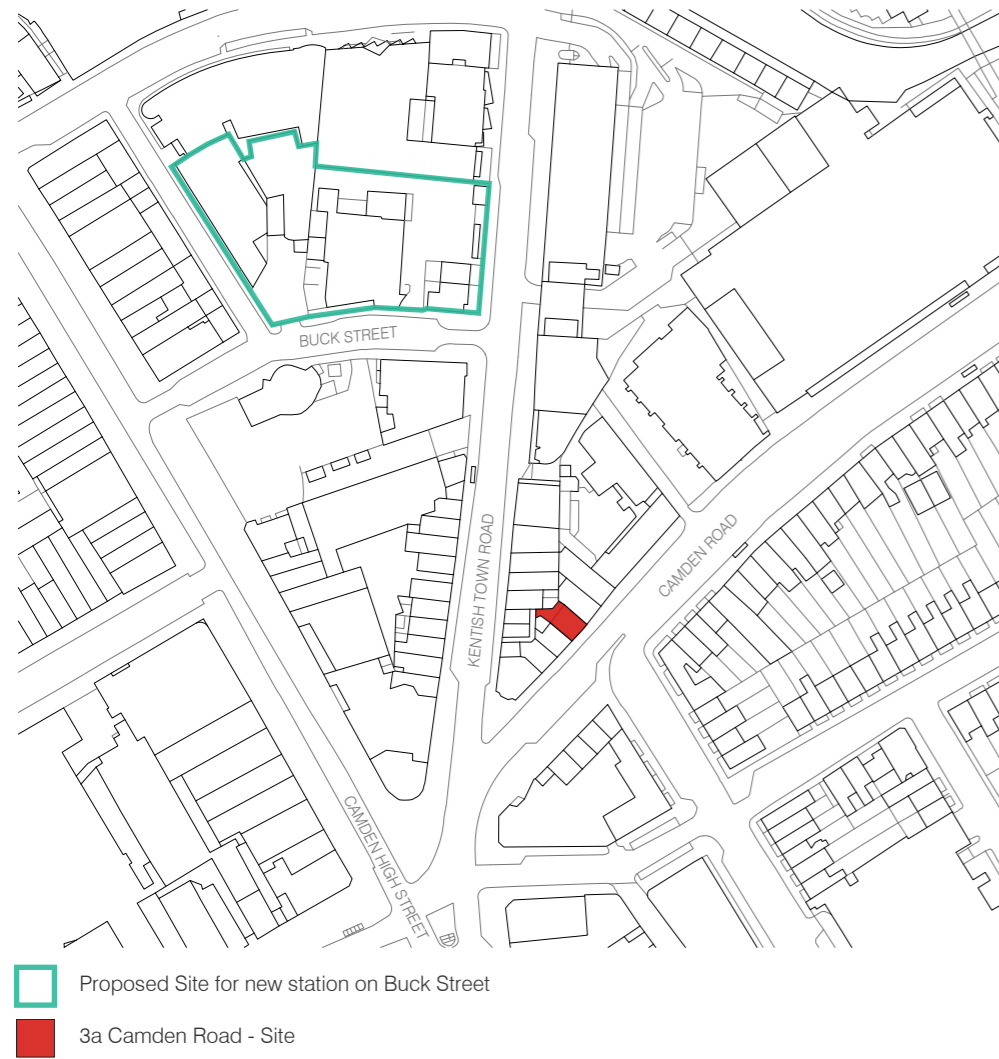 BUCK STREET
KENTISH TOWN ROAD
CAMDEN ROAD
CAMDEN HIGH STREET
Proposed Site for new station on Buck Street
3a Camden Road - Site